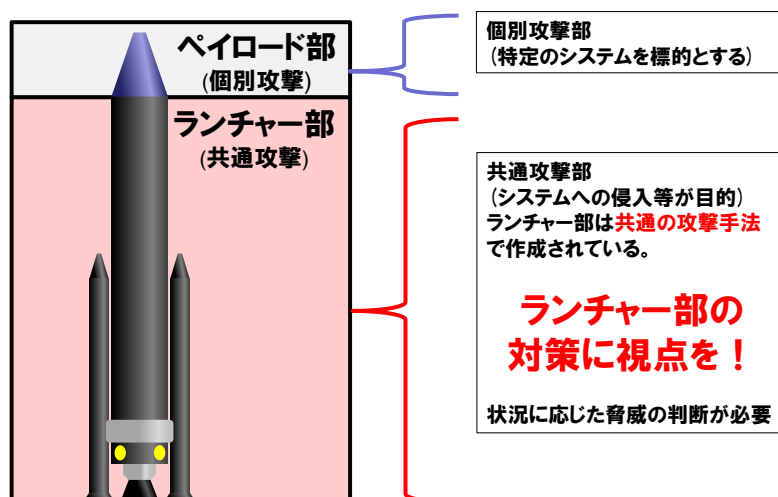 ペイロード部
(個別攻撃)
ランチャー部
(共通攻撃)
個別攻撃部
(特定のシステムを標的とする)
共通攻撃部
(システムへの侵入等が目的)
ランチャー部は共通の攻撃手法
で作成されている。
ランチャー部の
対策に視点を！
状況に応じた脅威の判断が必要